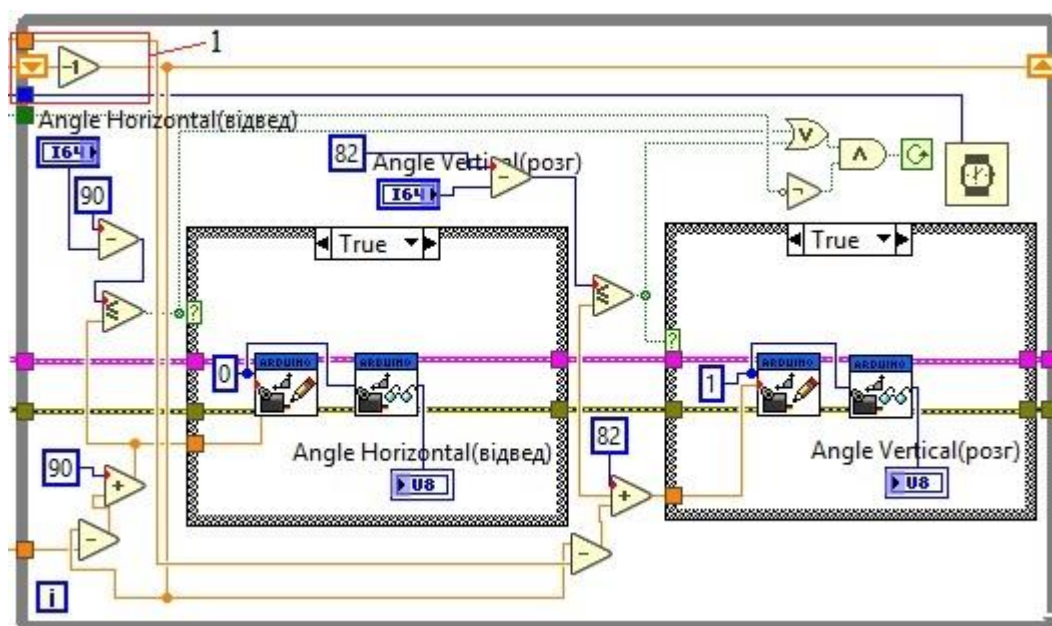 1
-1
Angle Horizontal(відвед)
I64
82
Angle Vertical(розг)
I64
90
True
True
?
?
ARDUINO
ARDUINO
ARDUINO
ARDUINO
0
1
Angle Horizontal(відвед)
U8
82
Angle Vertical(розг)
U8
90
i